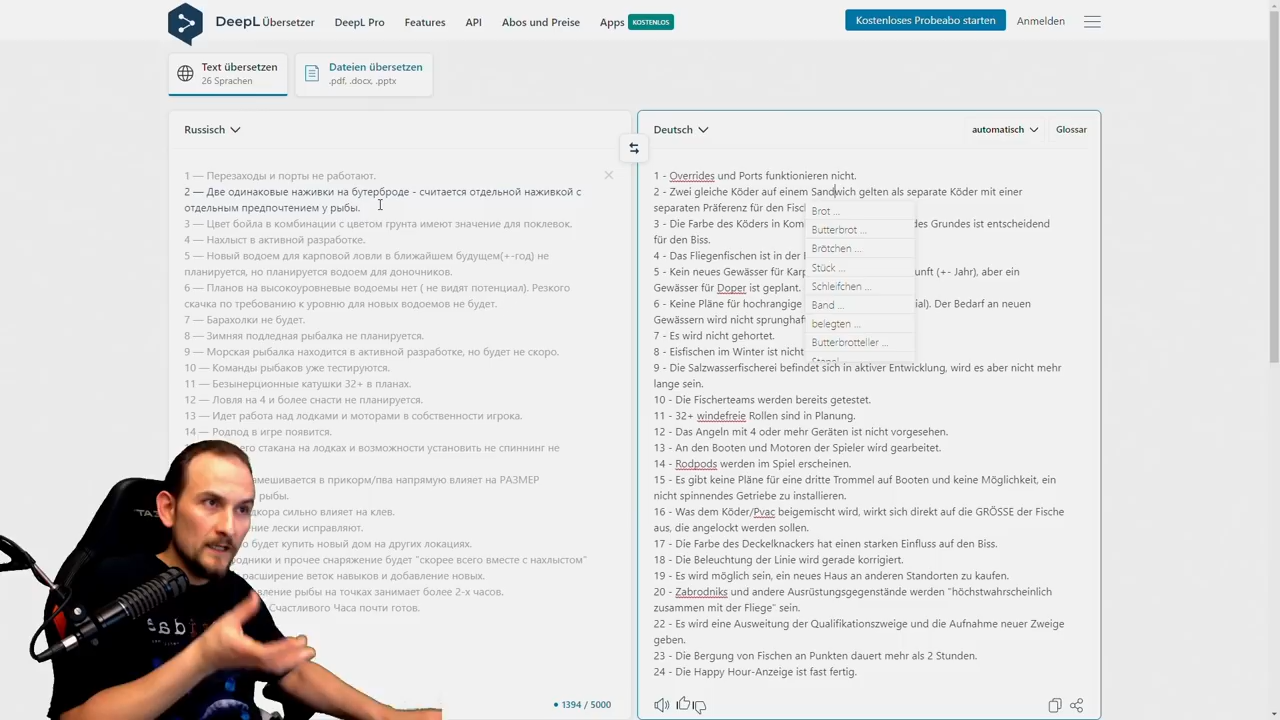 DeepL Übersetzer
DeepL Pro
Features
API
Abos und Preise
Apps KOSTENLOS
Kostenloses Probeabo starten
Anmelden
Text übersetzen
26 Sprachen
Dateien übersetzen
.pdf, .docx, .pptx
Russisch
1 — Перезаходы и порты не работают.
2 — Две одинаковые наживки на бутерброде - считается отдельной наживкой с
отдельным предпочтением у рыбы.
3 — Цвет бойла в комбинации с цветом грунта имеют значение для поклевок.
4 — Нахлыст в активной разработке.
5 — Новый водоем для карповой ловли в ближайшем будущем(+-год) не
планируется, но планируется водоем для доночников.
6 — Планов на высокоуровневые водоемы нет ( не видят потенциал). Резкого
скачка по требованию к уровню для новых водоемов не будет.
7 — Барахолки не будет.
8 — Зимняя подледная рыбалка не планируется.
9 — Морская рыбалка находится в активной разработке, но будет не скоро.
10 — Команды рыбаков уже тестируются.
11 — Безынерционные катушки 32+ в планах.
12 — Ловля на 4 и более снасти не планируется.
13 — Идет работа над лодками и моторами в собственности игрока.
14 — Родпод в игре появится.
его стакана на лодках и возможности установить не спиннинг не
амешивается в прикорм/пва напрямую влияет на РАЗМЕР
рыбы.
дкора сильно влияет на клев.
ние лески исправляют.
о будет купить новый дом на других локациях.
одники и прочее снаряжение будет "скорее всего вместе с нахлыстом"
расширение веток навыков и добавление новых.
вление рыбы на точках занимает более 2-х часов.
Счастливого Часа почти готов.
1394 / 5000
Deutsch
automatisch
Glossar
1 - Overrides und Ports funktionieren nicht.
2 - Zwei gleiche Köder auf einem Sandwich gelten als separate Köder mit einer
separaten Präferenz für den Fisc
3 - Die Farbe des Köders in Kom des Grundes ist entscheidend
für den Biss.
4 - Das Fliegenfischen ist in der
5 - Kein neues Gewässer für Karp unft (+- Jahr), aber ein
Gewässer für Doper ist geplant.
6 - Keine Pläne für hochrangige ial). Der Bedarf an neuen
Gewässern wird nicht sprunghaf
7 - Es wird nicht gehortet.
8 - Eisfischen im Winter ist nicht
9 - Die Salzwasserfischerei befindet sich in aktiver Entwicklung, wird es aber nicht mehr
lange sein.
10 - Die Fischerteams werden bereits getestet.
11 - 32+ windefreie Rollen sind in Planung.
12 - Das Angeln mit 4 oder mehr Geräten ist nicht vorgesehen.
13 - An den Booten und Motoren der Spieler wird gearbeitet.
14 - Rodpods werden im Spiel erscheinen.
15 - Es gibt keine Pläne für eine dritte Trommel auf Booten und keine Möglichkeit, ein
nicht spinnendes Getriebe zu installieren.
16 - Was dem Köder/Pvac beigemischt wird, wirkt sich direkt auf die GRÖSSE der Fische
aus, die angelockt werden sollen.
17 - Die Farbe des Deckelknackers hat einen starken Einfluss auf den Biss.
18 - Die Beleuchtung der Linie wird gerade korrigiert.
19 - Es wird möglich sein, ein neues Haus an anderen Standorten zu kaufen.
20 - Zabrodniks und andere Ausrüstungsgegenstände werden "höchstwahrscheinlich
zusammen mit der Fliege" sein.
22 - Es wird eine Ausweitung der Qualifikationszweige und die Aufnahme neuer Zweige
geben.
23 - Die Bergung von Fischen an Punkten dauert mehr als 2 Stunden.
24 - Die Happy Hour-Anzeige ist fast fertig.
Brot ...
Butterbrot ...
Brötchen ...
Stück ...
Schleifchen ...
Band ...
belegten ...
Butterbrotteller ...